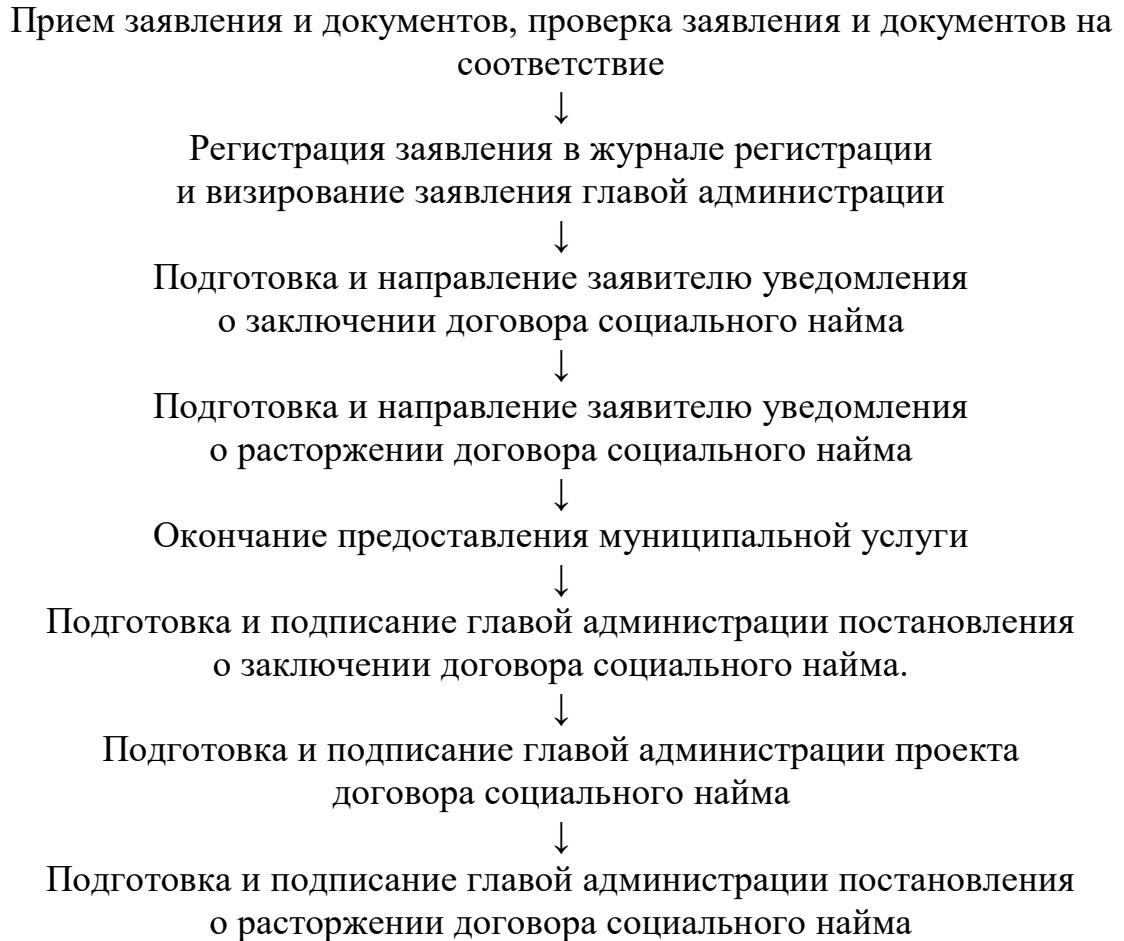 Прием заявления и документов, проверка заявления и документов на
соответствие
↓
Регистрация заявления в журнале регистрации
и визирование заявления главой администрации
↓
Подготовка и направление заявителю уведомления
о заключении договора социального найма
↓
Подготовка и направление заявителю уведомления
о расторжении договора социального найма
↓
Окончание предоставления муниципальной услуги
↓
Подготовка и подписание главой администрации постановления
о заключении договора социального найма.
↓
Подготовка и подписание главой администрации проекта
договора социального найма
↓
Подготовка и подписание главой администрации постановления
о расторжении договора социального найма